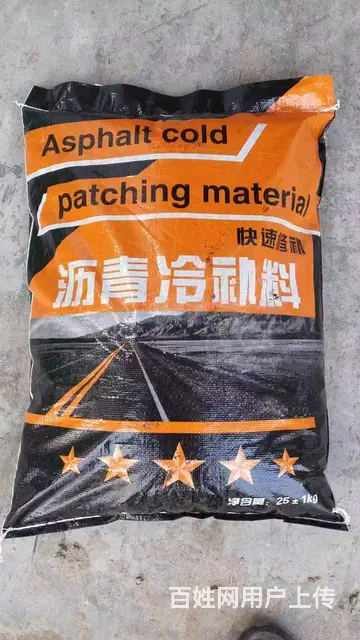 Asphalt cold
patching material
快速修补
沥青冷补料
净含量：25±1kg
百姓网用户上传